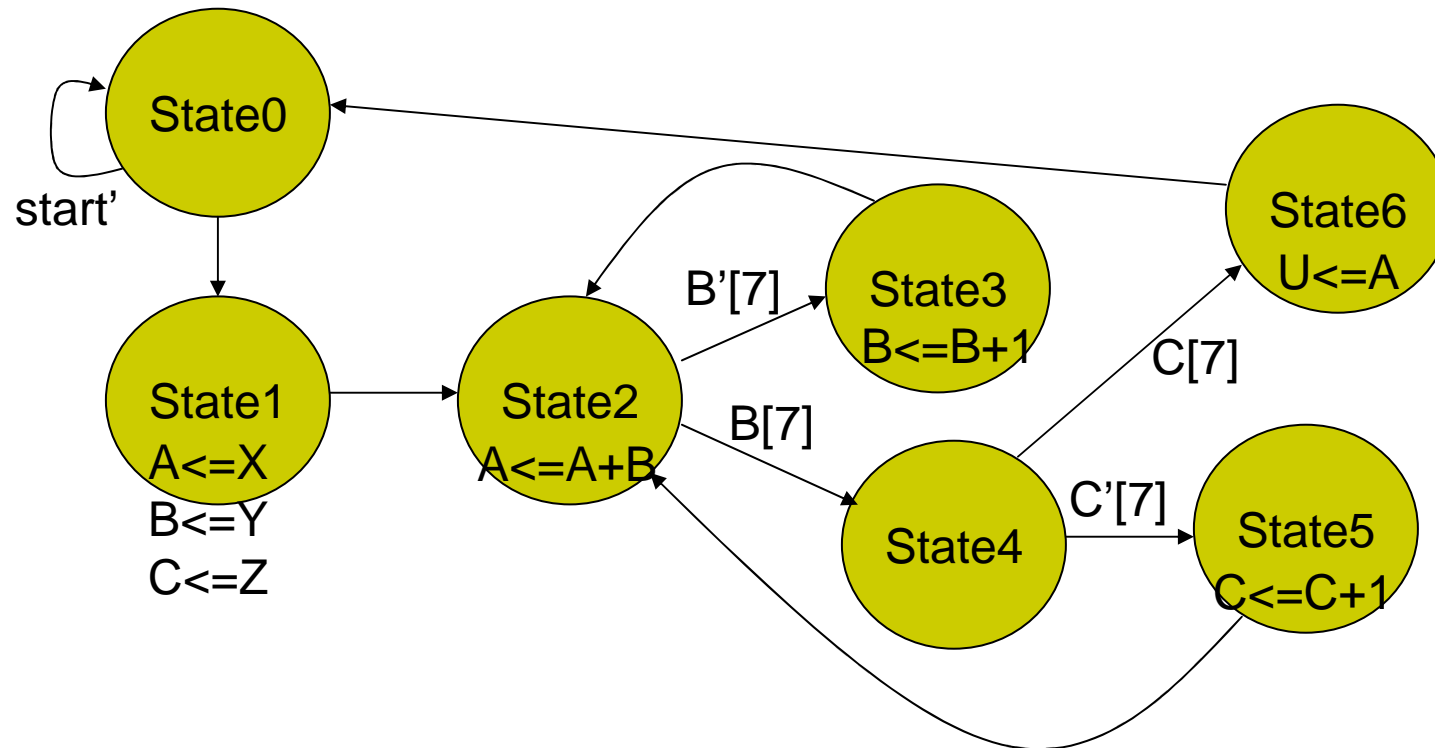 State0
start’
State1
A<=X
B<=Y
C<=Z
State2
A<=A+B
B’[7]
State3
B<=B+1
B[7]
State4
C[7]
State6
U<=A
C’[7]
State5
C<=C+1